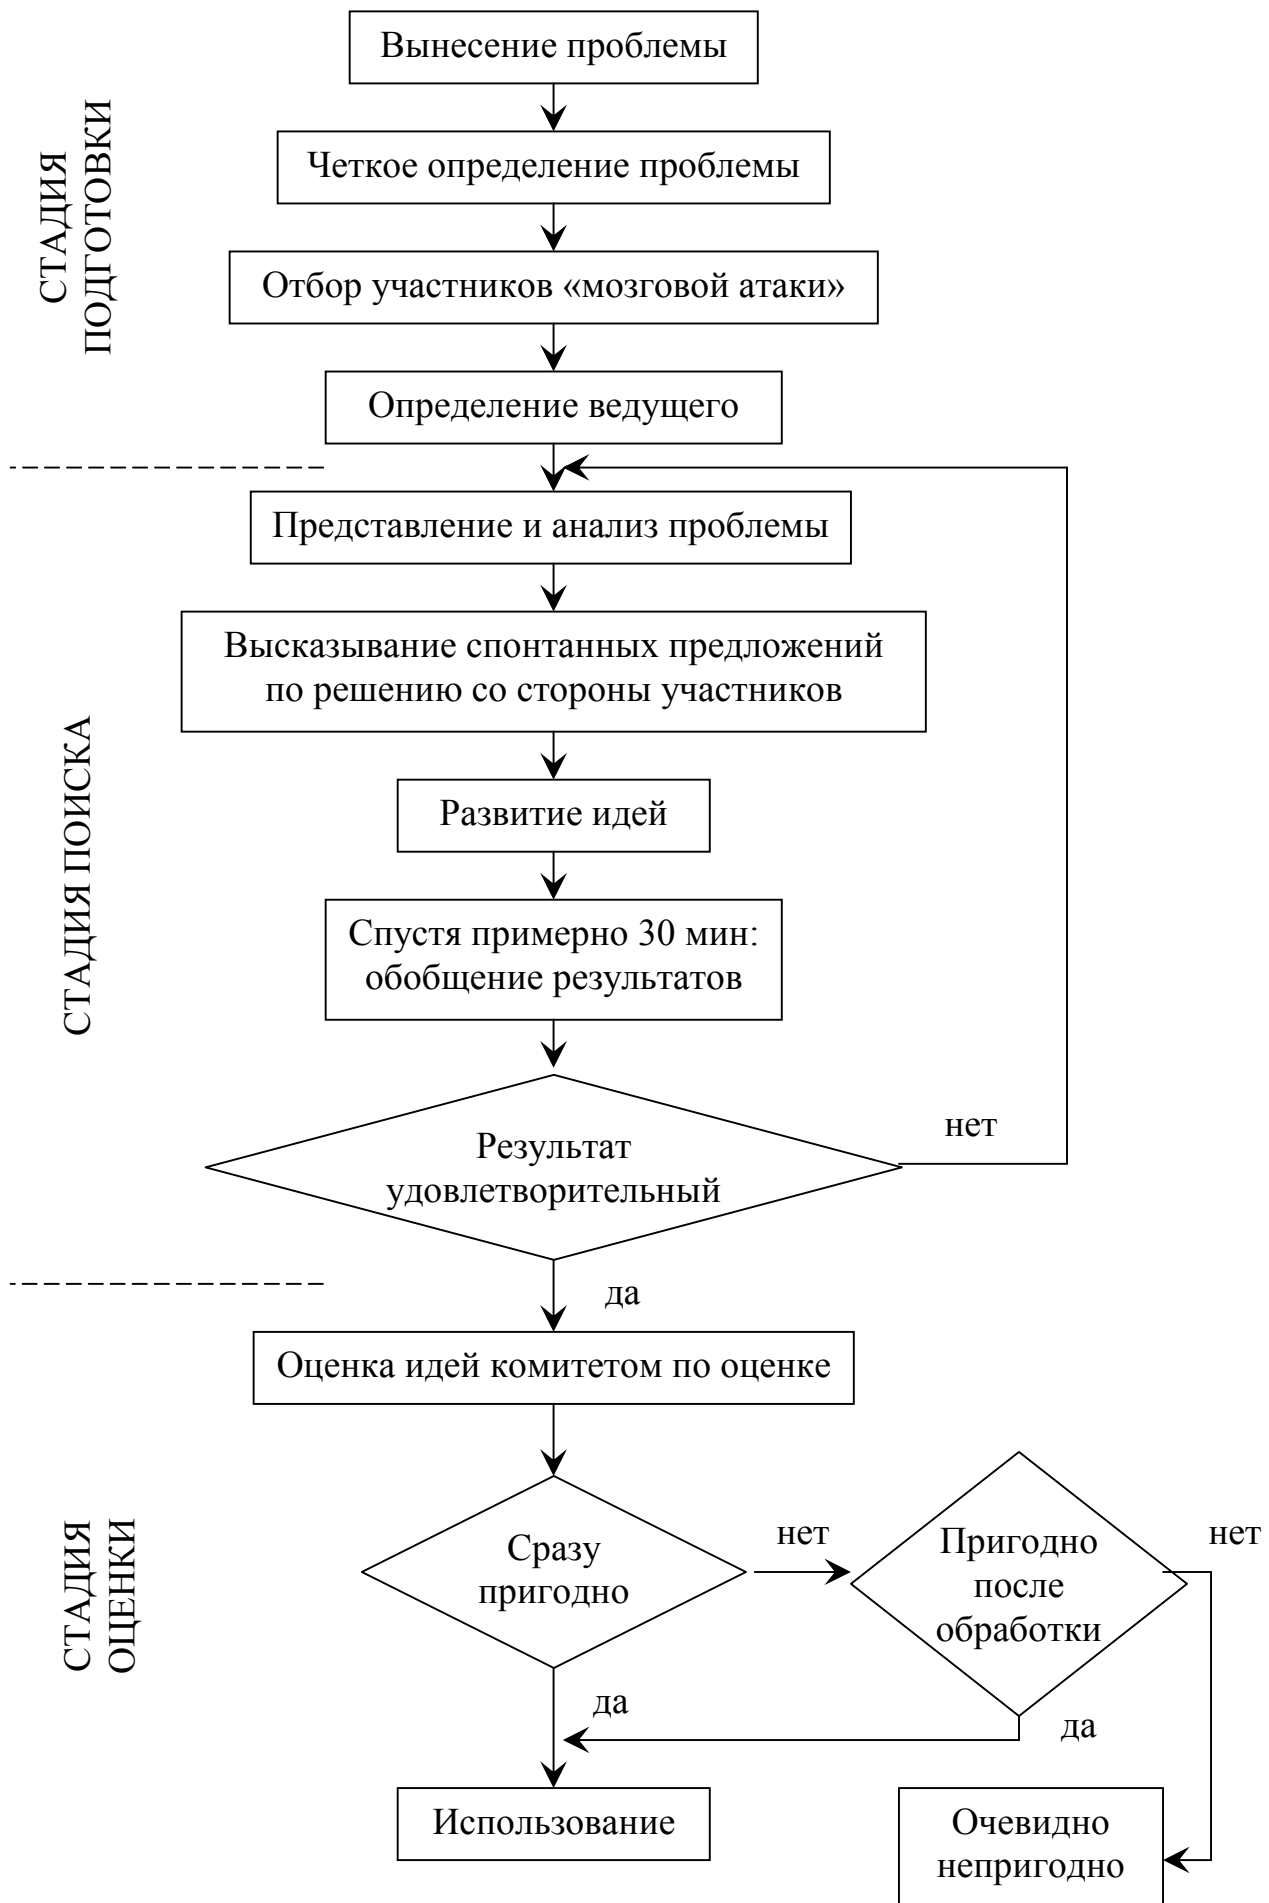 Вынесение проблемы
Четкое определение проблемы
СТАДИЯ
ПОДГОТОВКИ
Отбор участников «мозговой атаки»
Определение ведущего
Представление и анализ проблемы
Высказывание спонтанных предложений
по решению со стороны участников
СТАДИЯ ПОИСКА
Развитие идей
Спустя примерно 30 мин:
обобщение результатов
Результат
удовлетворительный
нет
да
Оценка идей комитетом по оценке
СТАДИЯ
ОЦЕНКИ
Сразу
пригодно
нет
Пригодно
после
обработки
нет
да
да
Использование
Очевидно
непригодно